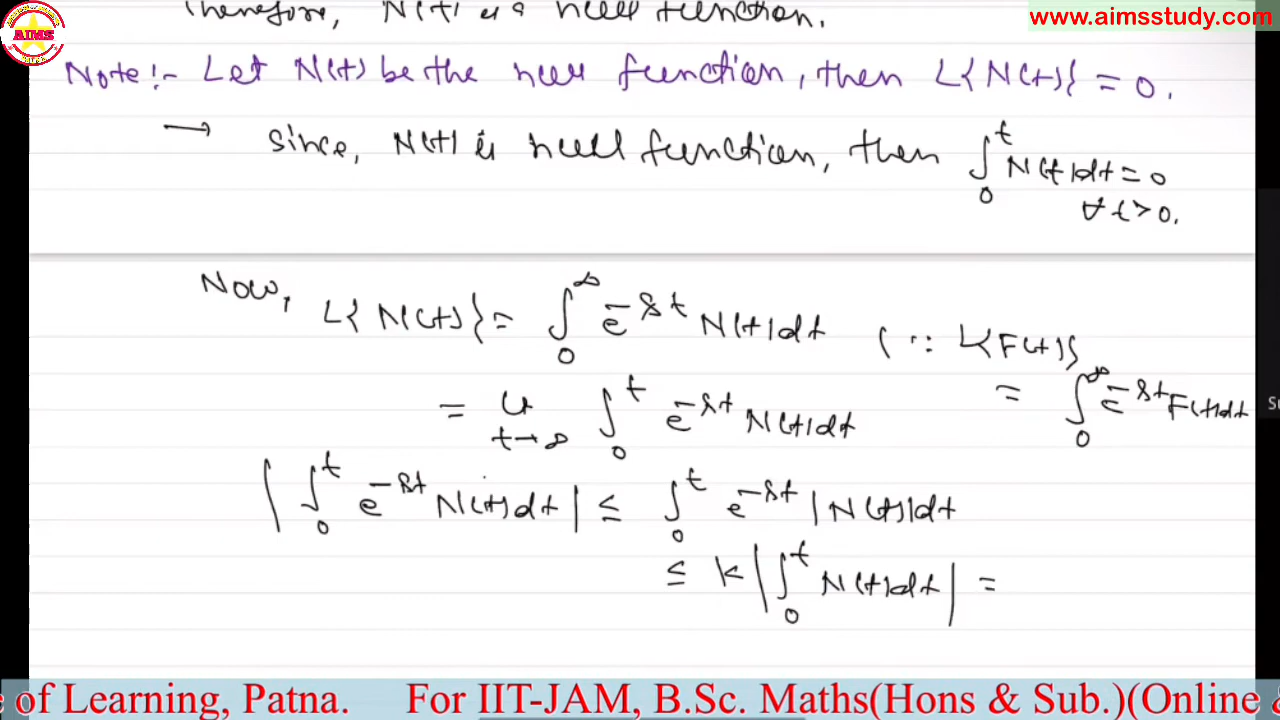 Therefore, N(t) is a null function.
www.aimsstudy.com
AIMS
Note:- Let N(t) be the null function, then L{N(t)} = 0.
→ Since, N(t) is null function, then ∫₀ᵗ N(t)dt = 0
∀ t > 0.
Now, L{N(t)} = ∫₀^∞ e^{-st} N(t)dt (∵ L{F(t)}
= ∫₀^∞ e^{-st} F(t)dt
= Lt_{t→∞} ∫₀ᵗ e^{-st} N(t)dt
|∫₀ᵗ e^{-st} N(t)dt| ≤ ∫₀ᵗ e^{-st} |N(t)|dt
≤ K |∫₀ᵗ N(t)dt| =
e of Learning, Patna. For IIT-JAM, B.Sc. Maths(Hons & Sub.)(Online &